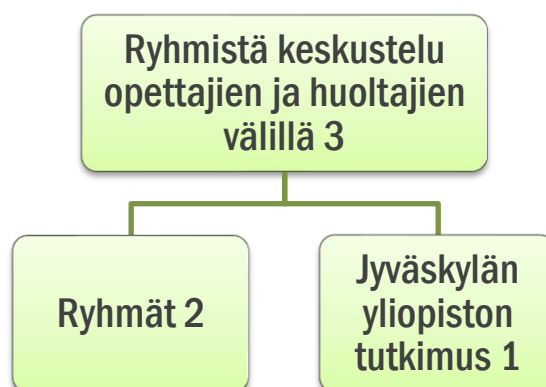 Ryhmistä keskustelu
opettajien ja huoltajien
välillä 3
Ryhmät 2
Jyväskylän
yliopiston
tutkimus 1